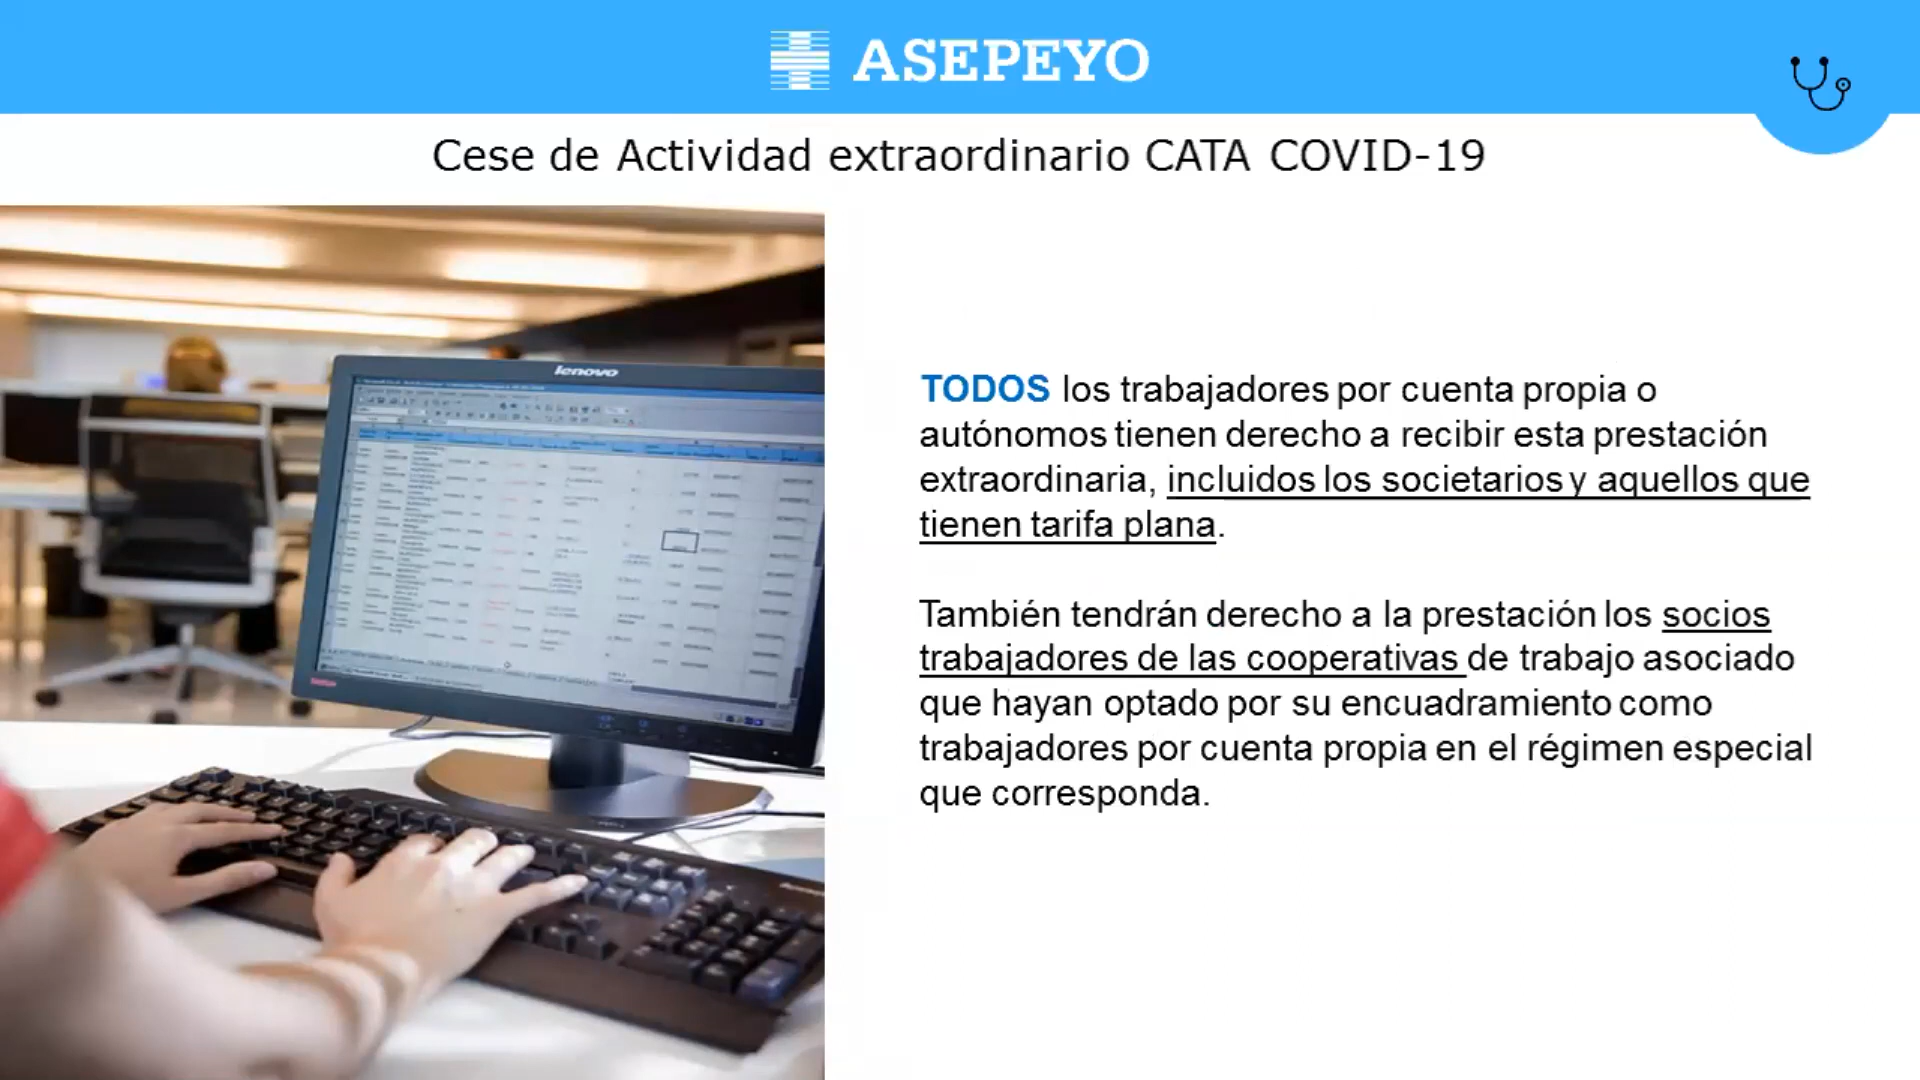 ASEPEYO
Cese de Actividad extraordinario CATA COVID-19
lenovo
TODOS los trabajadores por cuenta propia o
autónomos tienen derecho a recibir esta prestación
extraordinaria, incluidos los societarios y aquellos que
tienen tarifa plana.
También tendrán derecho a la prestación los socios
trabajadores de las cooperativas de trabajo asociado
que hayan optado por su encuadramiento como
trabajadores por cuenta propia en el régimen especial
que corresponda.